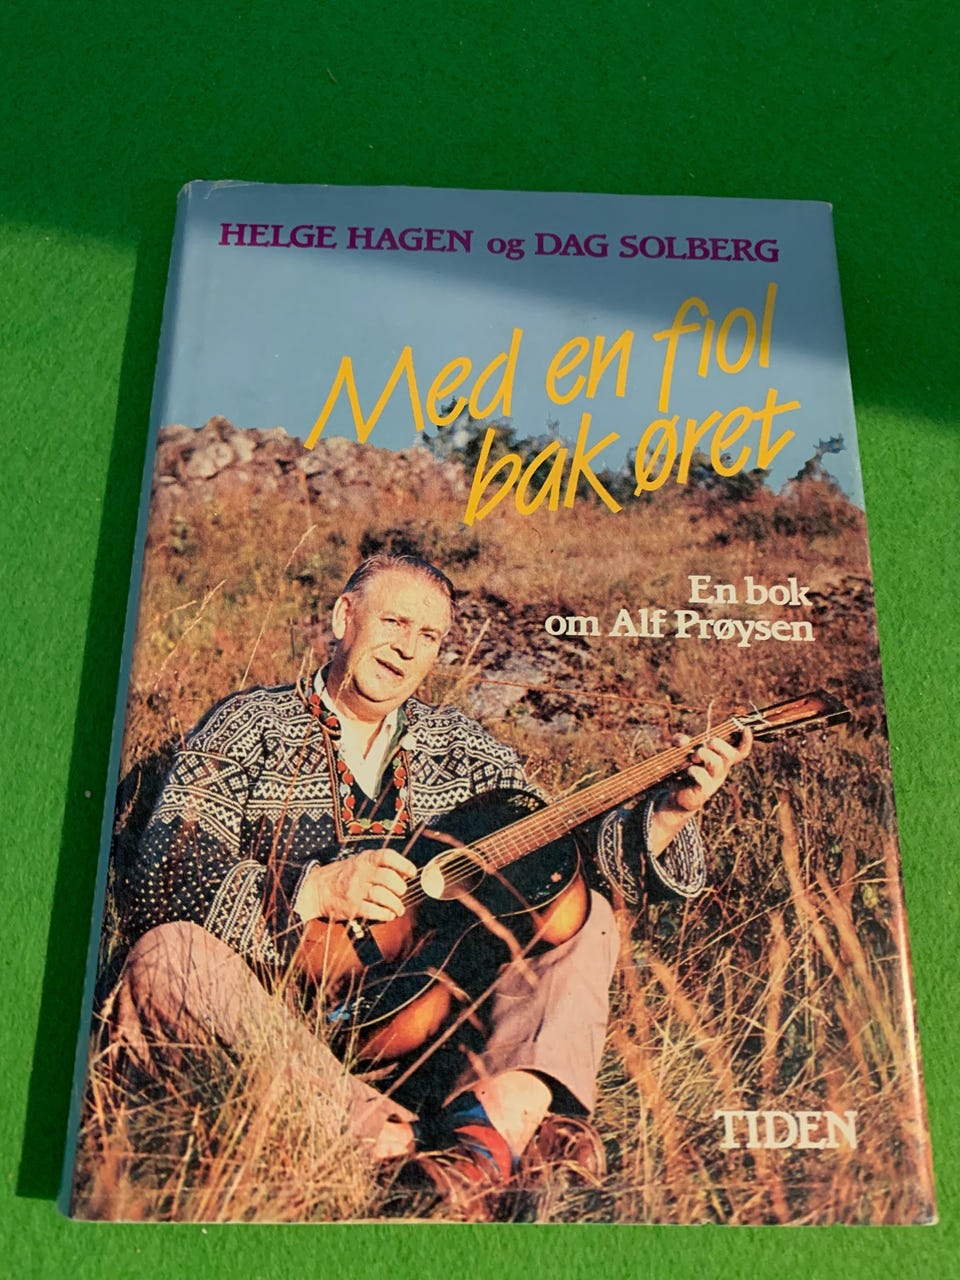 HELGE HAGEN og DAG SOLBERG
Med en fiol
bak øret
En bok
om Alf Prøysen
TIDEN